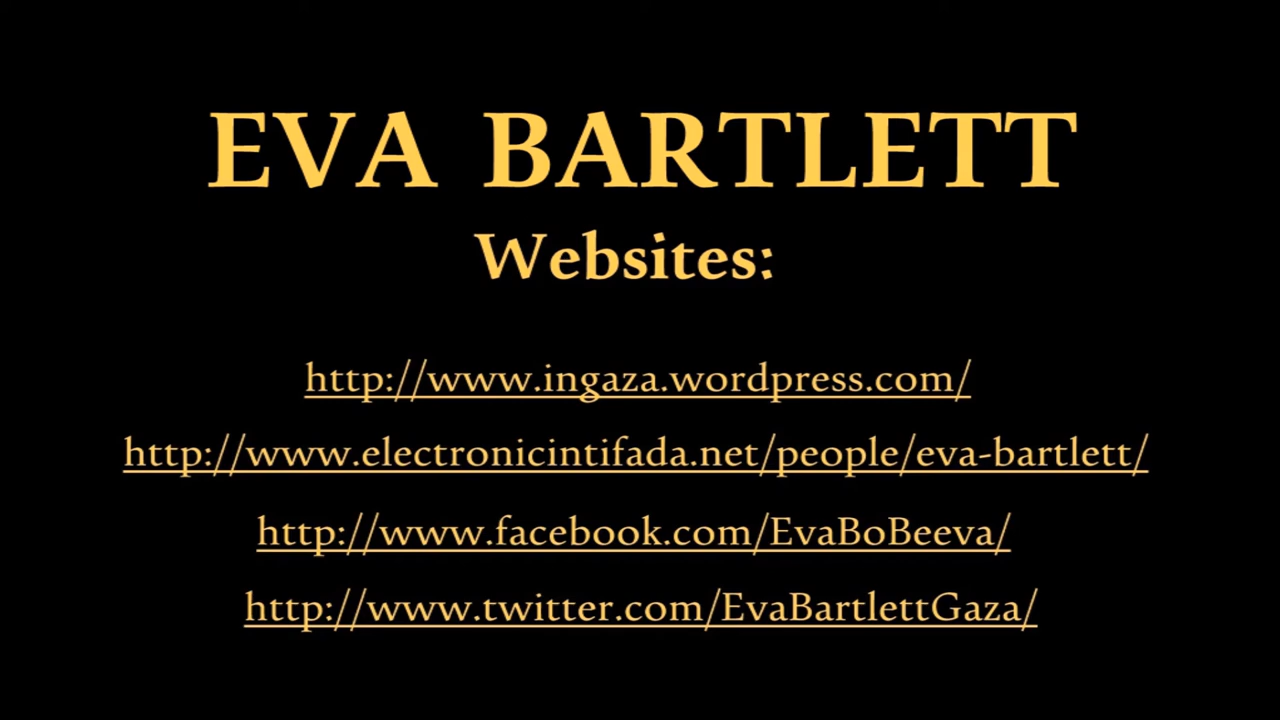 EVA BARTLETT
Websites:
http://www.ingaza.wordpress.com/
http://www.electronicintifada.net/people/eva-bartlett/
http://www.facebook.com/EvaBoBeeva/
http://www.twitter.com/EvaBartlettGaza/